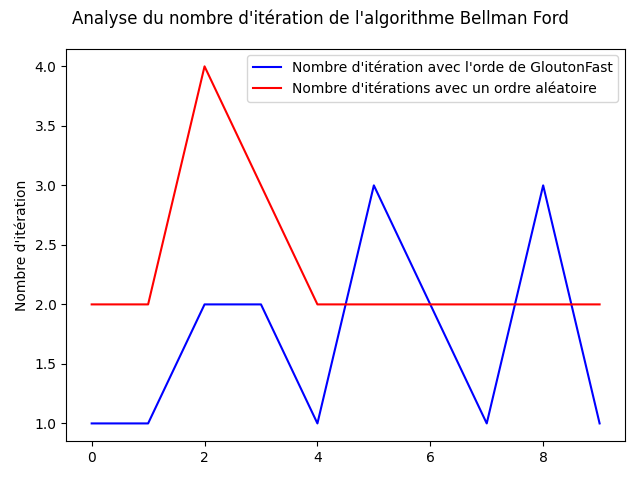 Analyse du nombre d'itération de l'algorithme Bellman Ford
Nombre d'itération avec l'orde de GloutonFast
Nombre d'itérations avec un ordre aléatoire
Nombre d'itération
4.0
3.5
3.0
2.5
2.0
1.5
1.0
0 2 4 6 8